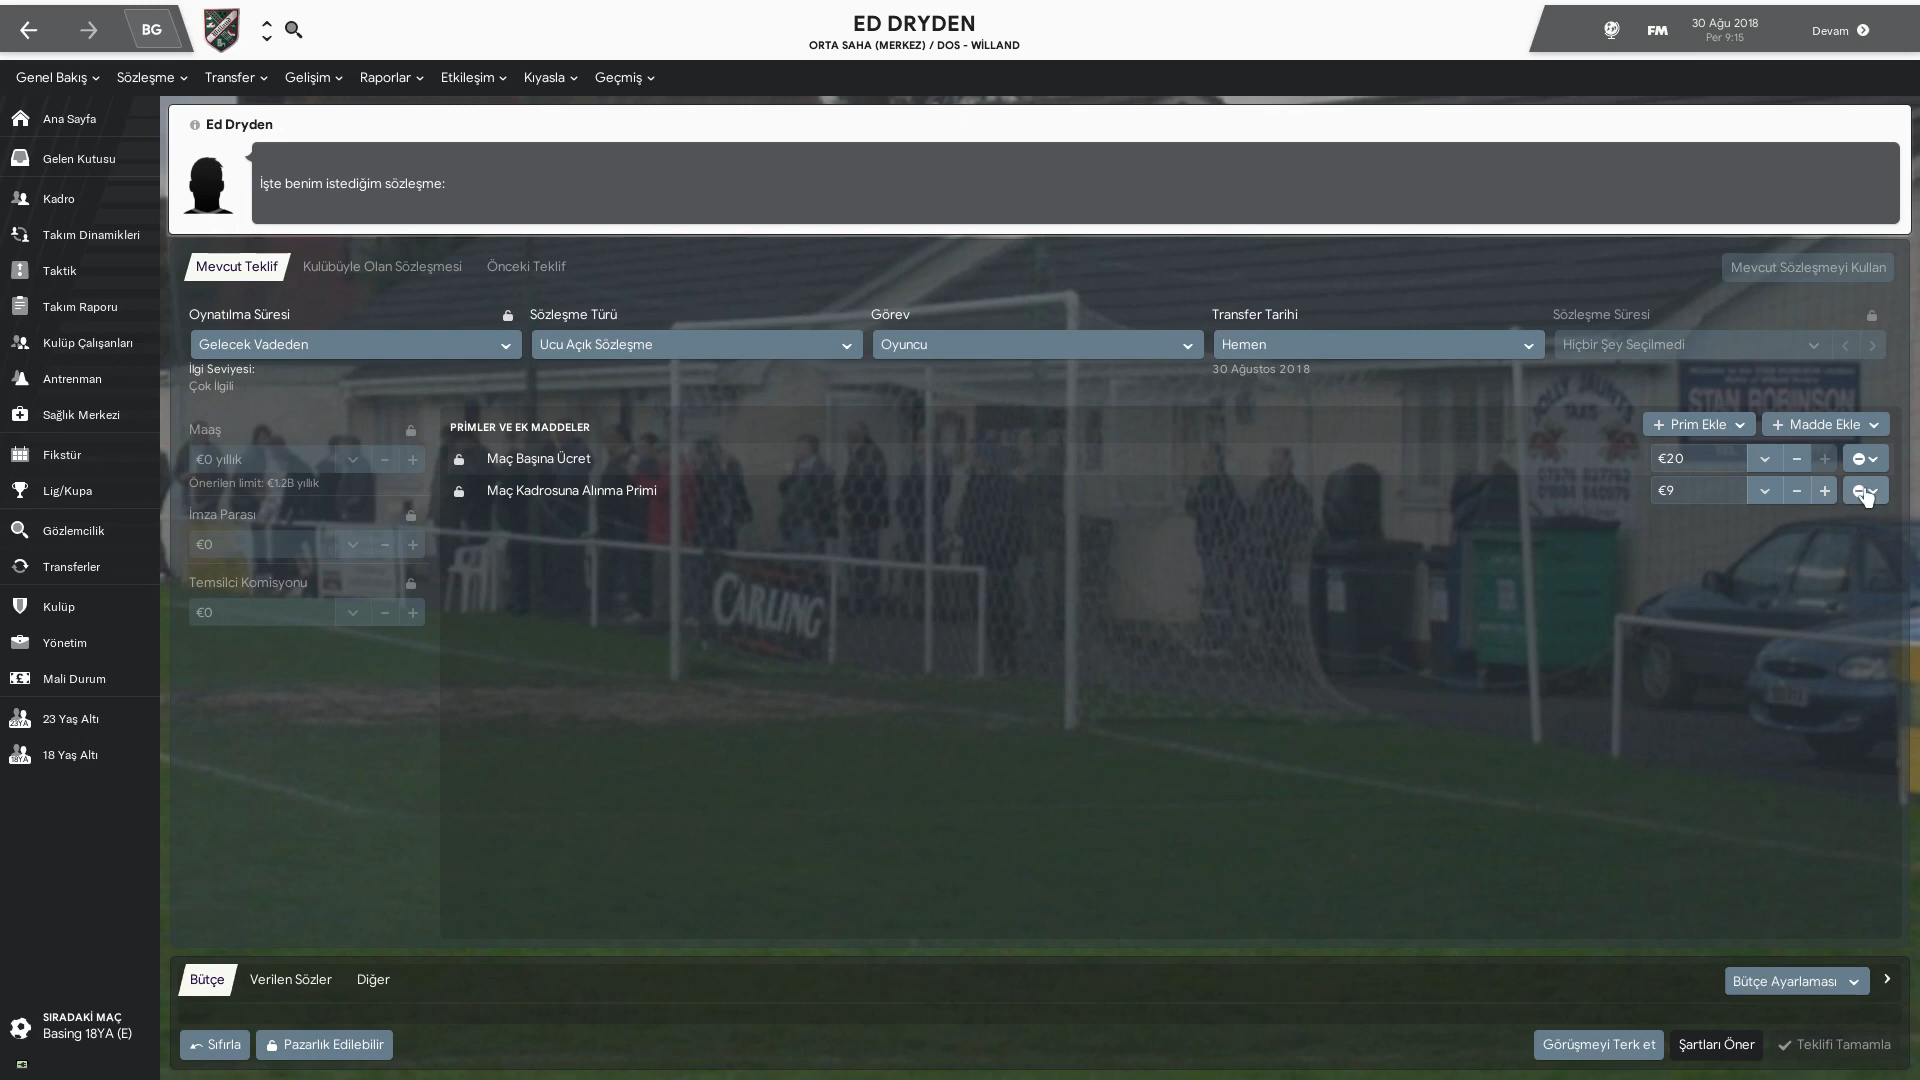 BG
ED DRYDEN
ORTA SAHA (MERKEZ) / DOS - WİLLAND
FM
30 Ağu 2018
Per 9:15
Devam
Genel Bakış
Sözleşme
Transfer
Gelişim
Raporlar
Etkileşim
Kıyasla
Geçmiş
Ana Sayfa
Gelen Kutusu
Kadro
Takım Dinamikleri
Taktik
Takım Raporu
Kulüp Çalışanları
Antrenman
Sağlık Merkezi
Fikstür
Lig/Kupa
Gözlemcilik
Transferler
Kulüp
Yönetim
Mali Durum
23YA
23 Yaş Altı
18YA
18 Yaş Altı
SIRADAKİ MAÇ
Basing 18YA (E)
Ed Dryden
İşte benim istediğim sözleşme:
Mevcut Teklif
Kulübüyle Olan Sözleşmesi
Önceki Teklif
Mevcut Sözleşmeyi Kullan
Oynatılma Süresi
Sözleşme Türü
Görev
Transfer Tarihi
Sözleşme Süresi
Gelecek Vadeden
Ucu Açık Sözleşme
Oyuncu
Hemen
Hiçbir Şey Seçilmedi
İlgi Seviyesi:
Çok İlgili
30 Ağustos 2018
Maaş
€0 yıllık
Önerilen limit: €1.2B yıllık
İmza Parası
€0
Temsilci Komisyonu
€0
PRİMLER VE EK MADDELER
+ Prim Ekle
+ Madde Ekle
Maç Başına Ücret
€20
Maç Kadrosuna Alınma Primi
€9
STAN ROBINSON
CARLING
Bütçe
Verilen Sözler
Diğer
Bütçe Ayarlaması
Sıfırla
Pazarlık Edilebilir
Görüşmeyi Terk et
Şartları Öner
Teklifi Tamamla